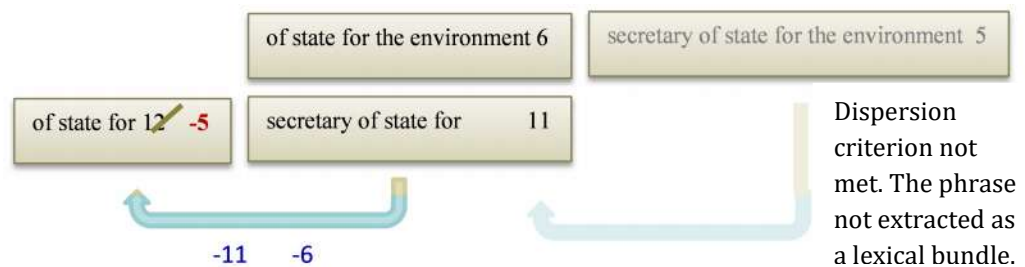 of state for the environment 6
secretary of state for the environment 5
of state for 12 -5
secretary of state for 11
Dispersion
criterion not
met. The phrase
not extracted as
a lexical bundle.
-11 -6